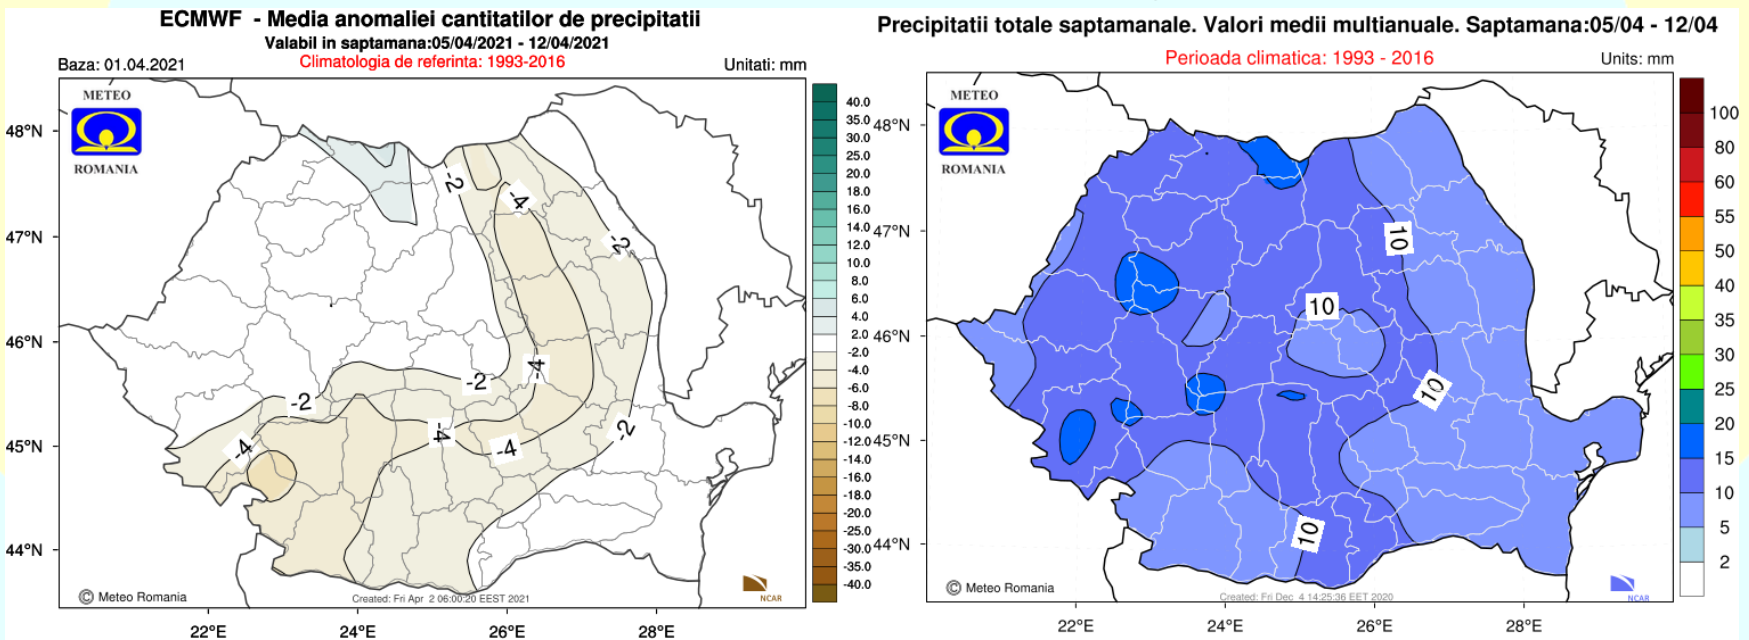 ECMWF - Media anomaliei cantitatilor de precipitatii
Valabil in saptamana:05/04/2021 - 12/04/2021
Baza: 01.04.2021
Climatologia de referinta: 1993-2016
Unitati: mm
METEO
ROMANIA
48°N
47°N
46°N
45°N
44°N
22°E
24°E
26°E
28°E
-2
-4
-2
-4
-2
-2
-4
-4
-4
-2
40.0
35.0
30.0
25.0
20.0
18.0
16.0
14.0
12.0
10.0
8.0
6.0
4.0
2.0
-2.0
-4.0
-6.0
-8.0
-10.0
-12.0
-14.0
-16.0
-18.0
-20.0
-25.0
-30.0
-35.0
-40.0
© Meteo Romania
Created: Fri Apr 2 06:00:20 EEST 2021
NCAR
Precipitatii totale saptamanale. Valori medii multianuale. Saptamana:05/04 - 12/04
Perioada climatica: 1993 - 2016
Units: mm
METEO
ROMANIA
48°N
47°N
46°N
45°N
44°N
22°E
24°E
26°E
28°E
10
10
10
10
100
80
60
55
50
40
35
30
25
20
15
10
5
2
© Meteo Romania
Created: Fri Dec 4 14:25:36 EET 2020
NCAR